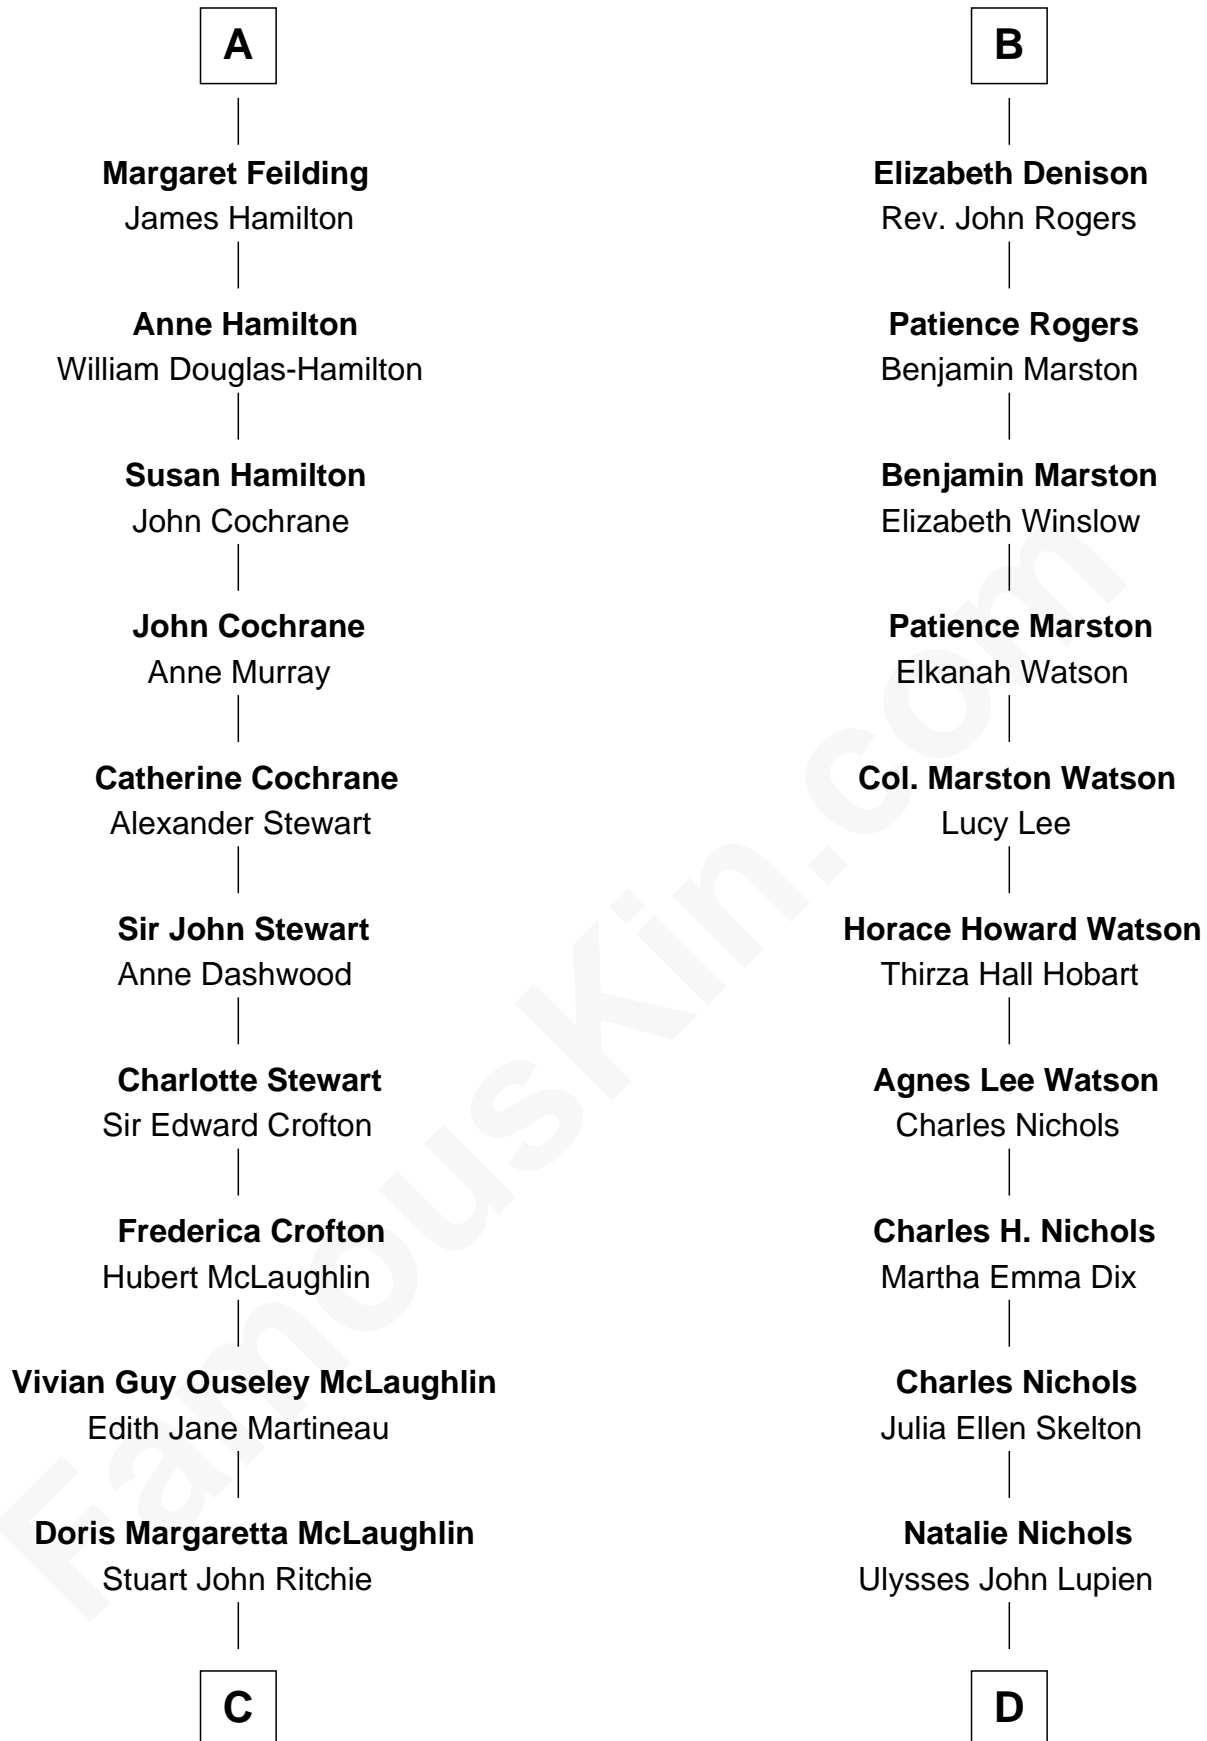 A
Margaret Feilding
James Hamilton
Anne Hamilton
William Douglas-Hamilton
Susan Hamilton
John Cochrane
John Cochrane
Anne Murray
Catherine Cochrane
Alexander Stewart
Sir John Stewart
Anne Dashwood
Charlotte Stewart
Sir Edward Crofton
Frederica Crofton
Hubert McLaughlin
Vivian Guy Ouseley McLaughlin
Edith Jane Martineau
Doris Margaretta McLaughlin
Stuart John Ritchie
C
B
Elizabeth Denison
Rev. John Rogers
Patience Rogers
Benjamin Marston
Benjamin Marston
Elizabeth Winslow
Patience Marston
Elkanah Watson
Col. Marston Watson
Lucy Lee
Horace Howard Watson
Thirza Hall Hobart
Agnes Lee Watson
Charles Nichols
Charles H. Nichols
Martha Emma Dix
Charles Nichols
Julia Ellen Skelton
Natalie Nichols
Ulysses John Lupien
D
FamousKin.com